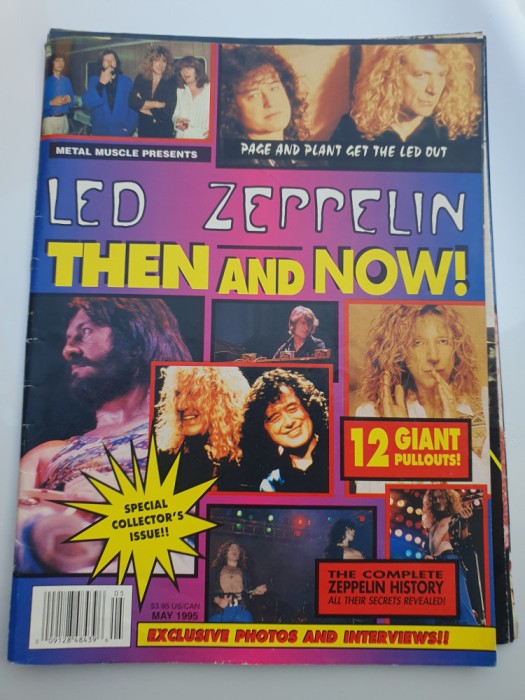 METAL MUSCLE PRESENTS
PAGE AND PLANT GET THE LED OUT
LED ZEPPELIN
THEN AND NOW!
12 GIANT
PULLOUTS!
SPECIAL
COLLECTOR'S
ISSUE!!
THE COMPLETE
ZEPPELIN HISTORY
ALL THEIR SECRETS REVEALED!
$3.95 US/CAN
MAY 1995
EXCLUSIVE PHOTOS AND INTERVIEWS!!
05